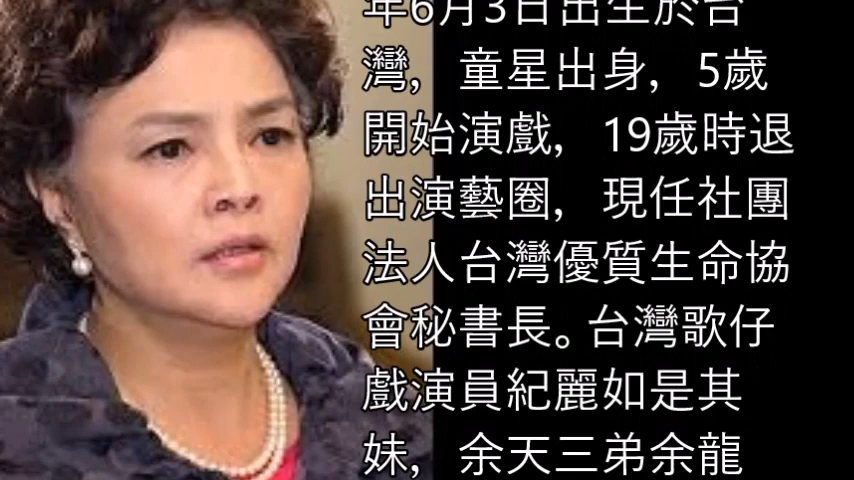 年6月3日出生於台
灣，童星出身，5歲
開始演戲，19歲時退
出演藝圈，現任社團
法人台灣優質生命協
會秘書長。台灣歌仔
戲演員紀麗如是其
妹，余天三弟余龍